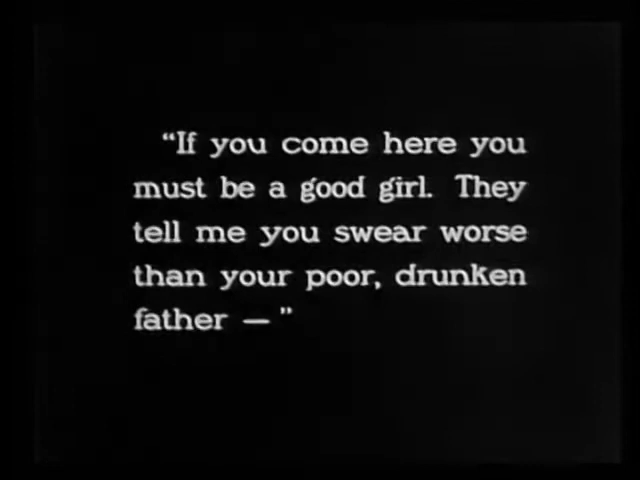 “If you come here you
must be a good girl. They
tell me you swear worse
than your poor, drunken
father — ”